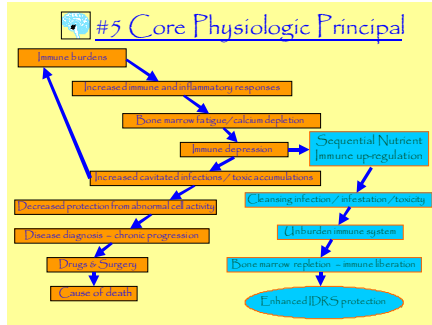 #5 Core Physiologic Principal
Immune burdens
Increased immune and inflammatory responses
Bone marrow fatigue/calcium depletion
Immune depression
Sequential Nutrient
Immune up-regulation
Increased cavitated infections / toxic accumulations
Cleansing infection / infestation /toxicity
Decreased protection from abnormal cell activity
Unburden immune system
Disease diagnosis – chronic progression
Drugs & Surgery
Bone marrow repletion – immune liberation
Cause of death
Enhanced IDRS protection